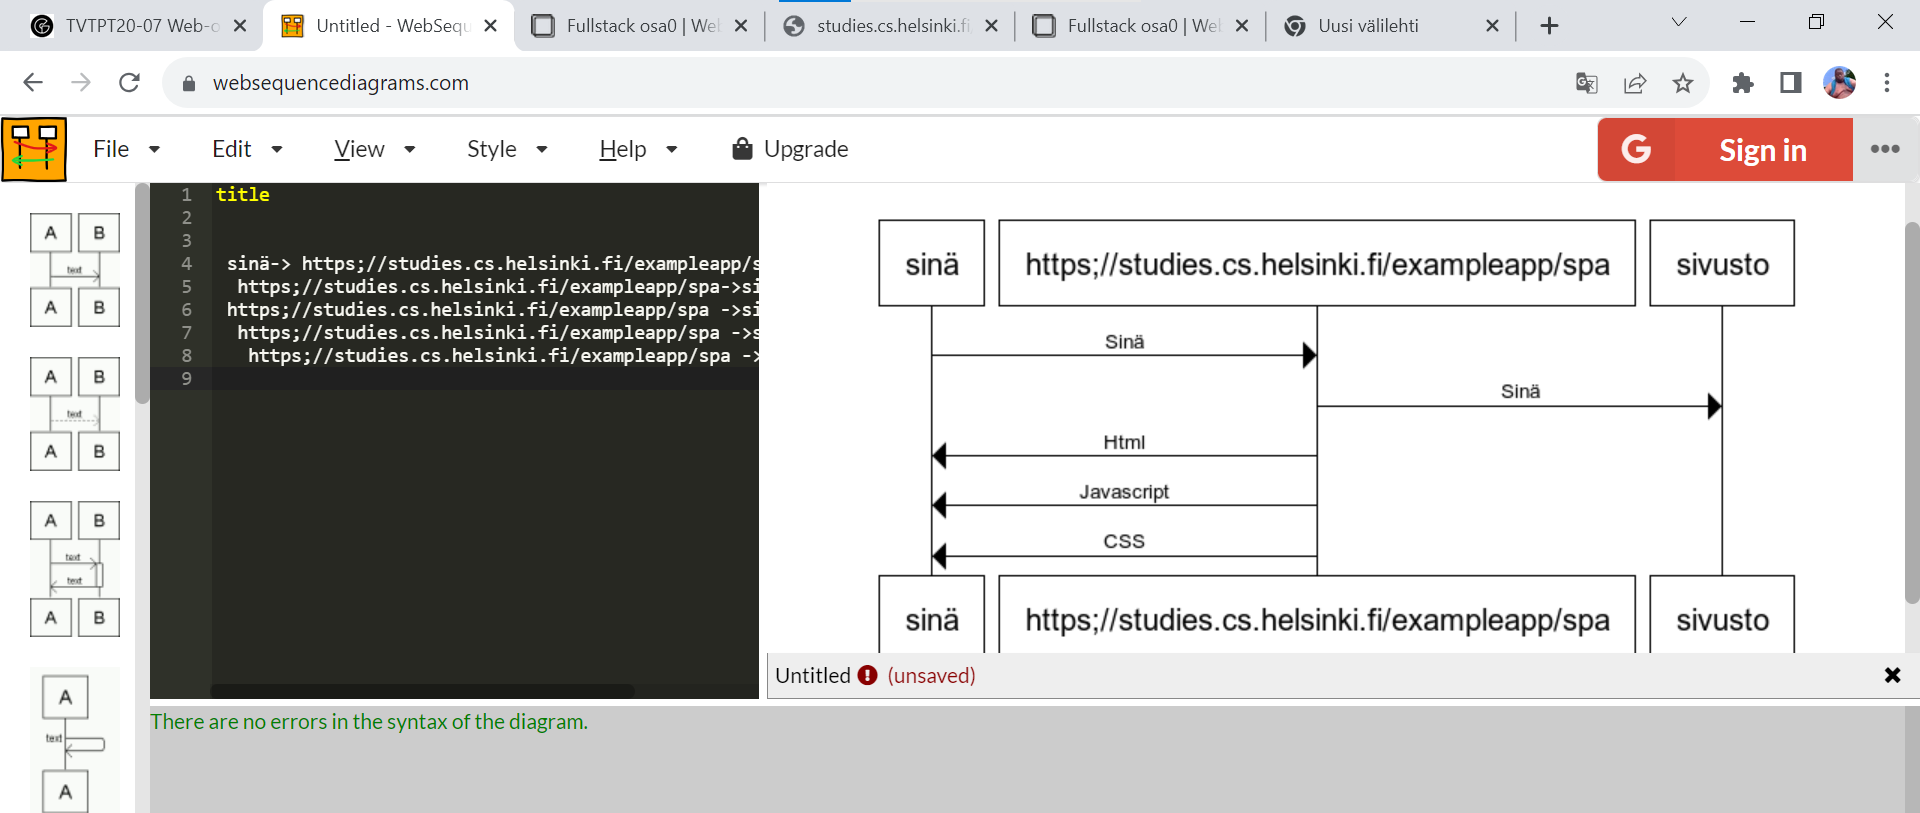 TVTPT20-07 Web-o
Untitled - WebSequ
Fullstack osa0 | Wel
studies.cs.helsinki.fi
Fullstack osa0 | Wel
Uusi välilehti
websequencediagrams.com
File
Edit
View
Style
Help
Upgrade
G
Sign in
A B
text
A B
A B
text
A B
A B
text
text
A B
A
text
A
1 title
2
3
4 sinä-> https;//studies.cs.helsinki.fi/exampleapp/s
5 https;//studies.cs.helsinki.fi/exampleapp/spa->si
6 https;//studies.cs.helsinki.fi/exampleapp/spa ->si
7 https;//studies.cs.helsinki.fi/exampleapp/spa ->s
8 https;//studies.cs.helsinki.fi/exampleapp/spa ->
9
sinä https;//studies.cs.helsinki.fi/exampleapp/spa sivusto
Sinä
Sinä
Html
Javascript
CSS
sinä https;//studies.cs.helsinki.fi/exampleapp/spa sivusto
Untitled (unsaved)
There are no errors in the syntax of the diagram.